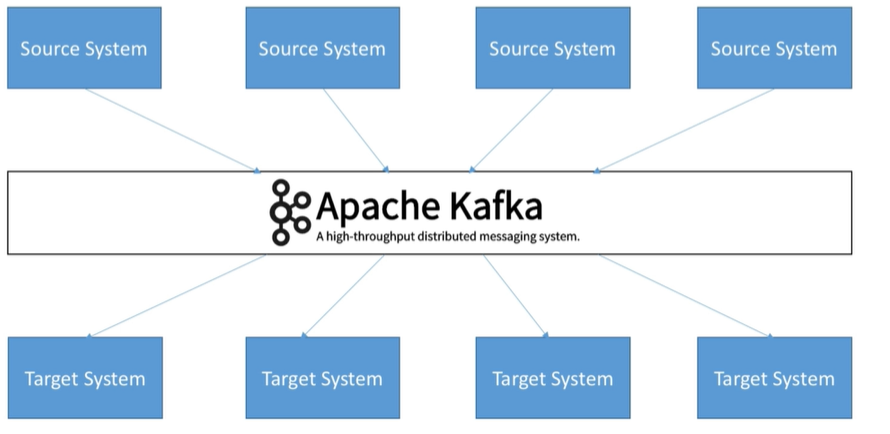 Source System
Source System
Source System
Source System
Apache Kafka
A high-throughput distributed messaging system.
Target System
Target System
Target System
Target System